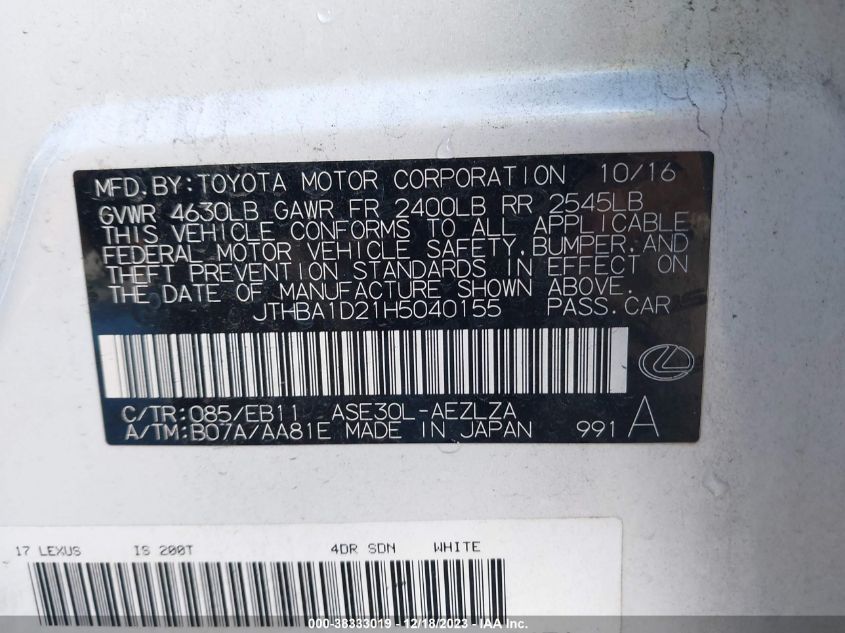 MFD.BY:TOYOTA MOTOR CORPORATION 10/16
GVWR 4630LB GAWR FR 2400LB RR 2545LB
THIS VEHICLE CONFORMS TO ALL APPLICABLE
FEDERAL MOTOR VEHICLE SAFETY,BUMPER,AND
THEFT PREVENTION STANDARDS IN EFFECT ON
THE DATE OF MANUFACTURE SHOWN ABOVE.
JTHBA1D21H5040155 PASS.CAR
C/TR:085/EB11 ASE30L-AEZLZA
A/TM:B07A/AA81E MADE IN JAPAN 991 A
17 LEXUS IS 200T 4DR SDN WHITE
000-38333019 - 12/18/2023 - IAA Inc.